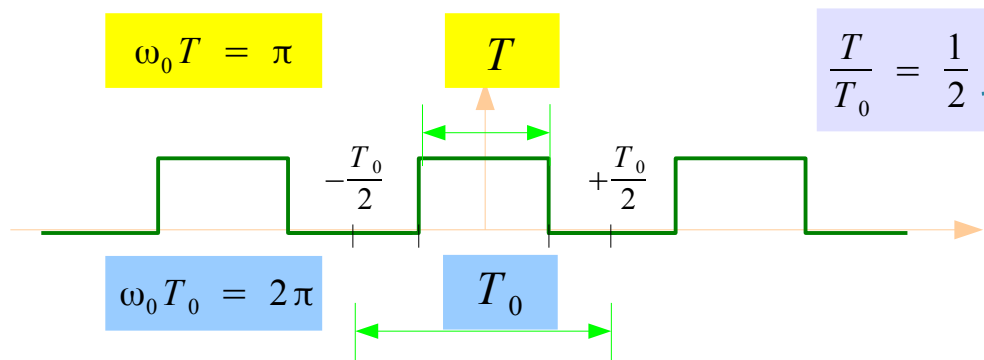 ω₀T = π
T
T/T₀ = 1/2
−T₀/2
+T₀/2
ω₀T₀ = 2π
T₀